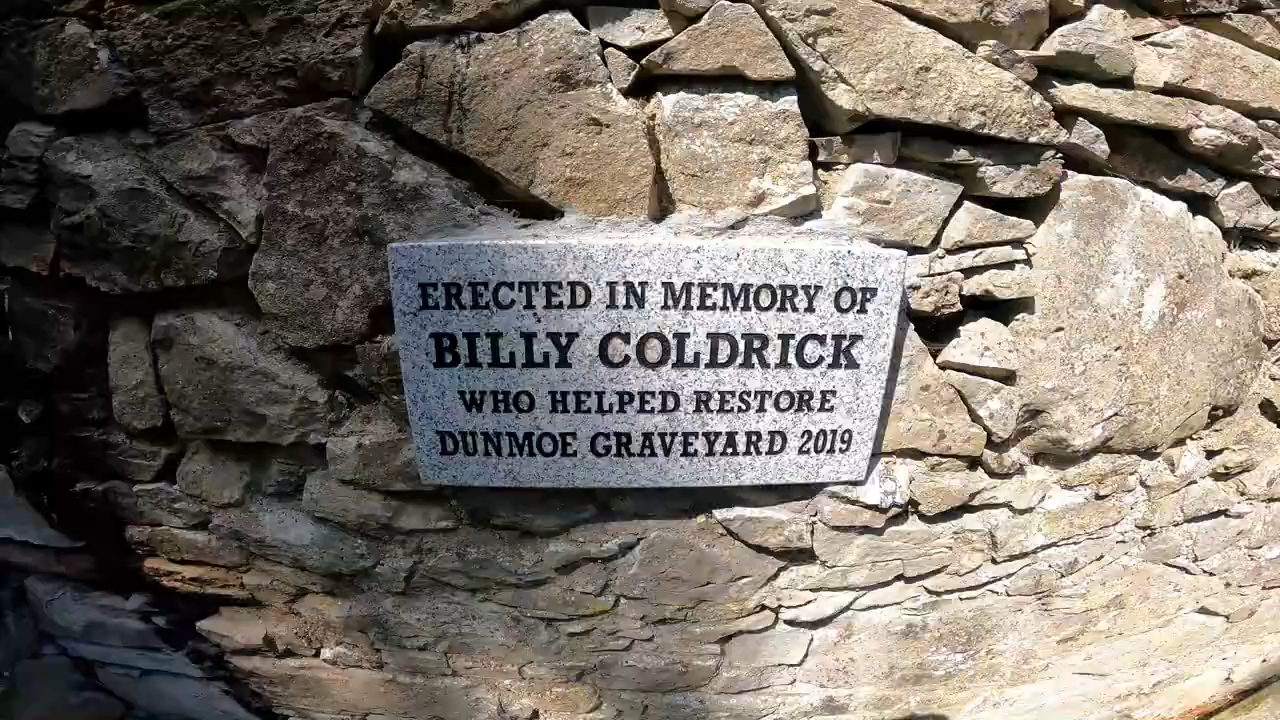 ERECTED IN MEMORY OF
BILLY COLDRICK
WHO HELPED RESTORE
DUNMOE GRAVEYARD 2019